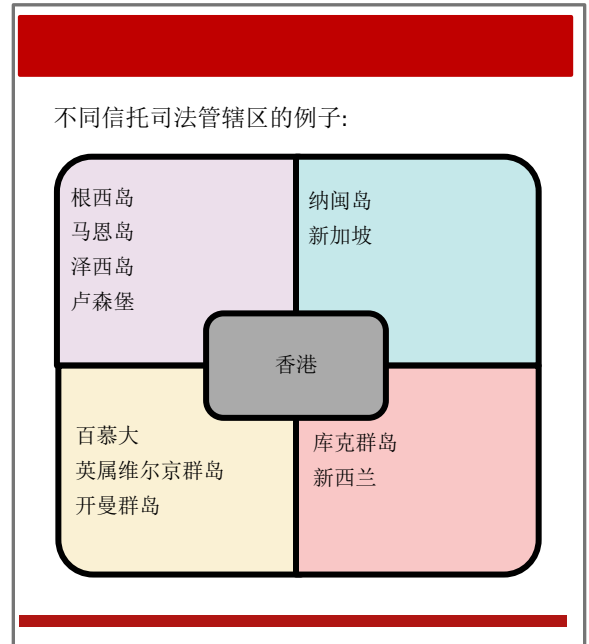 不同信托司法管辖区的例子:
根西岛
马恩岛
泽西岛
卢森堡
纳闽岛
新加坡
香港
百慕大
英属维尔京群岛
开曼群岛
库克群岛
新西兰